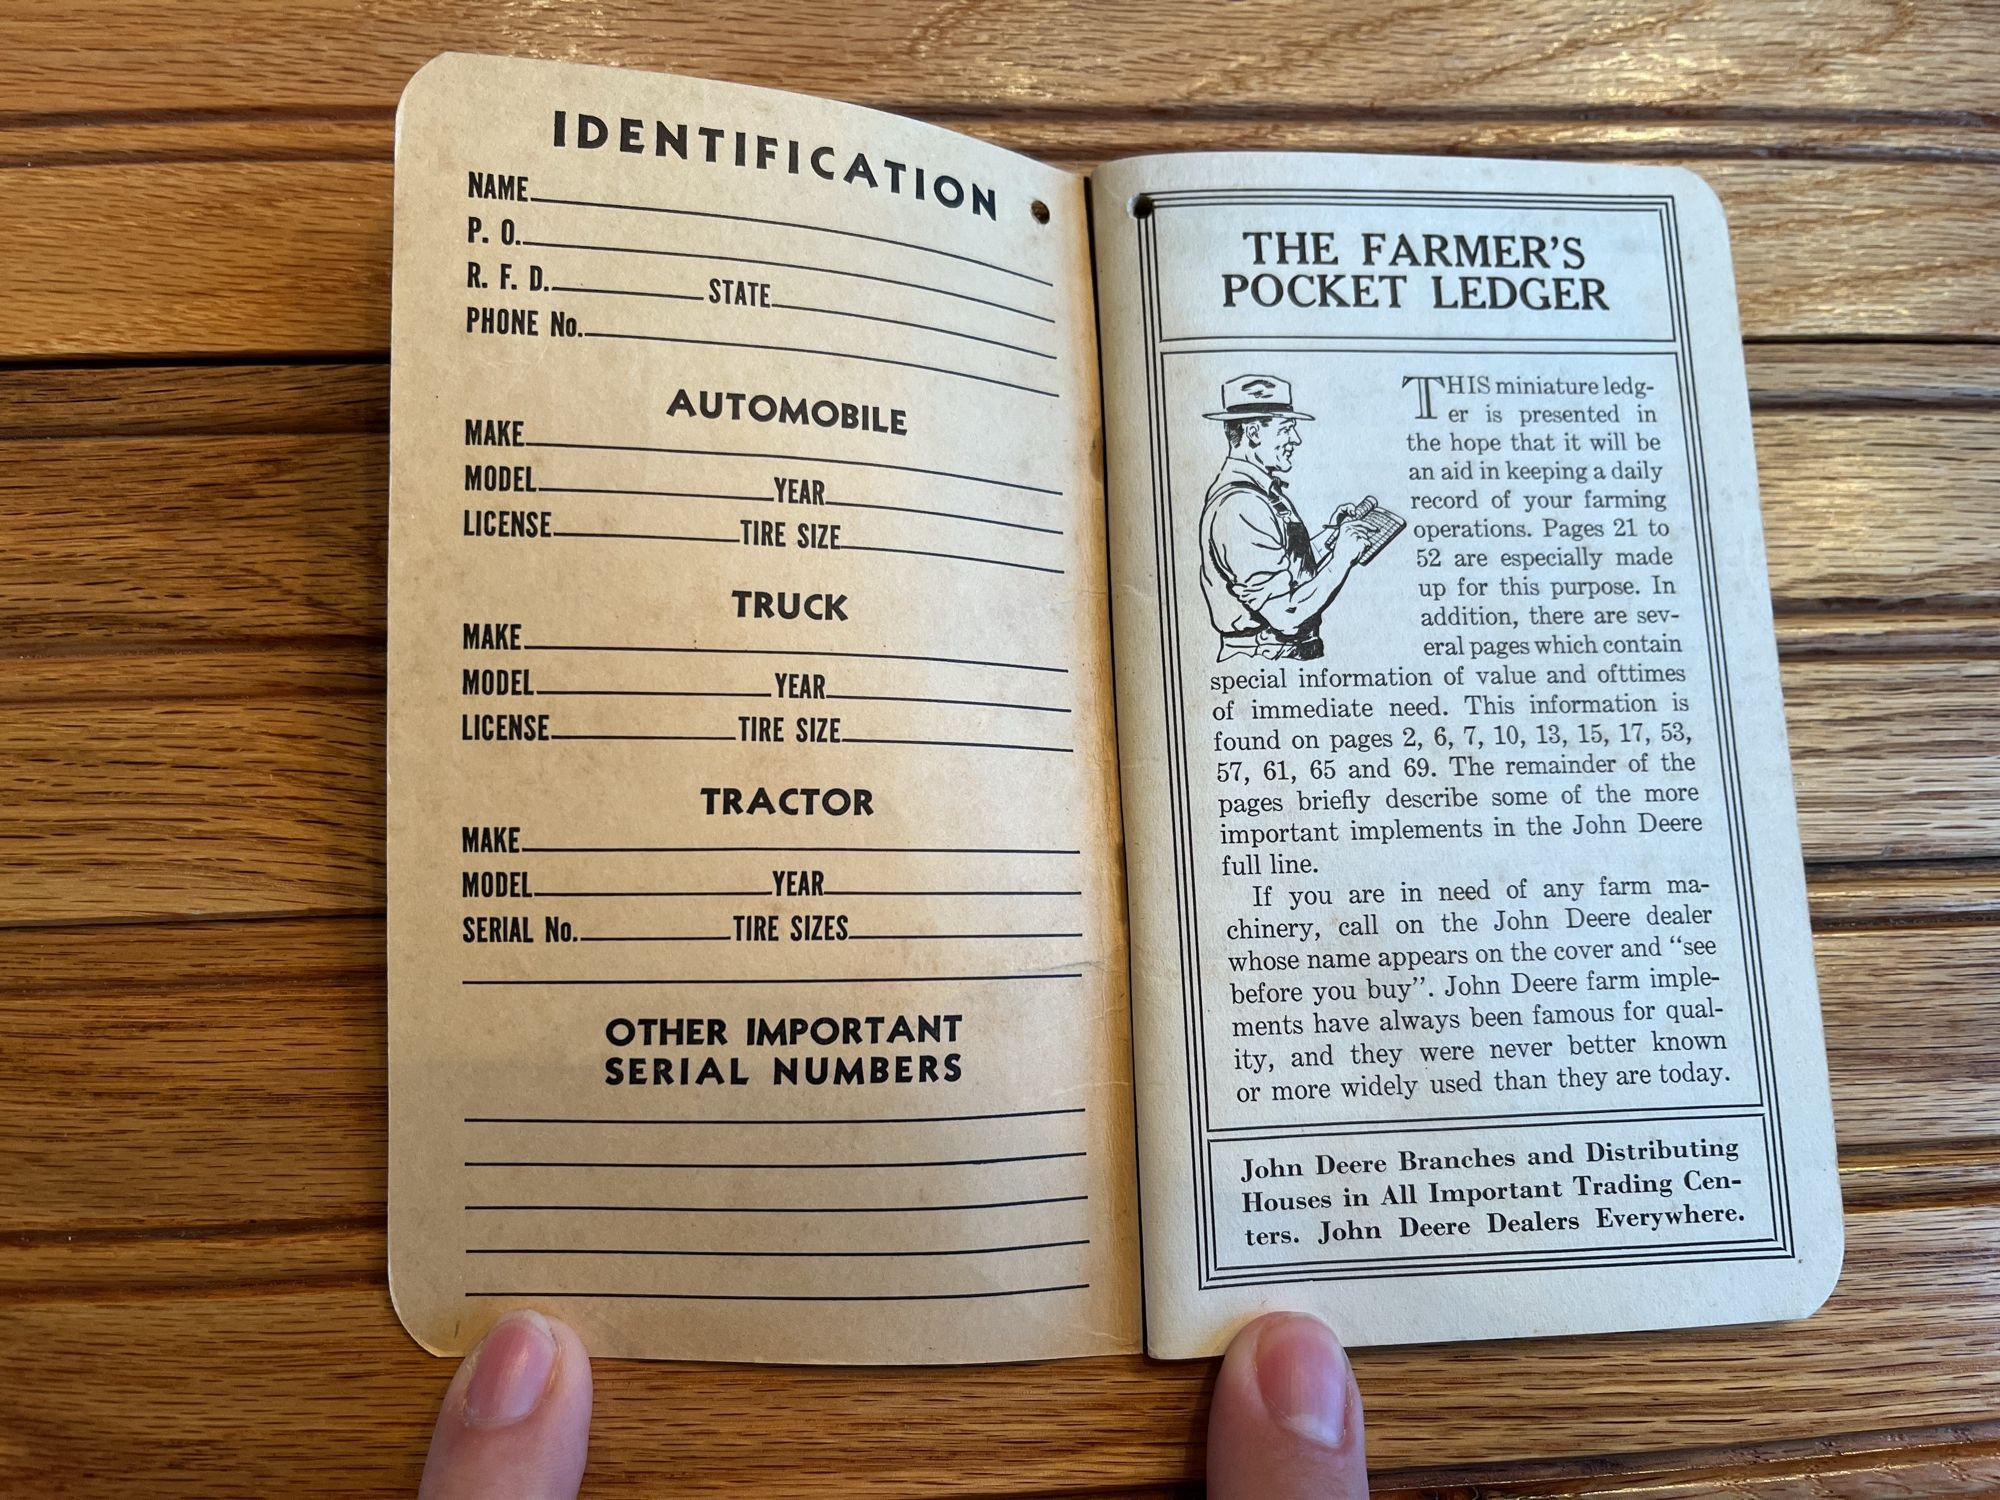 IDENTIFICATION
NAME
P. O.
R. F. D. STATE
PHONE No.
AUTOMOBILE
MAKE
MODEL YEAR
LICENSE TIRE SIZE
TRUCK
MAKE
MODEL YEAR
LICENSE TIRE SIZE
TRACTOR
MAKE
MODEL YEAR
SERIAL No. TIRE SIZES
OTHER IMPORTANT
SERIAL NUMBERS
THE FARMER'S
POCKET LEDGER
THIS miniature ledg-
er is presented in
the hope that it will be
an aid in keeping a daily
record of your farming
operations. Pages 21 to
52 are especially made
up for this purpose. In
addition, there are sev-
eral pages which contain
special information of value and ofttimes
of immediate need. This information is
found on pages 2, 6, 7, 10, 13, 15, 17, 53,
57, 61, 65 and 69. The remainder of the
pages briefly describe some of the more
important implements in the John Deere
full line.
If you are in need of any farm ma-
chinery, call on the John Deere dealer
whose name appears on the cover and "see
before you buy". John Deere farm imple-
ments have always been famous for qual-
ity, and they were never better known
or more widely used than they are today.
John Deere Branches and Distributing
Houses in All Important Trading Cen-
ters. John Deere Dealers Everywhere.